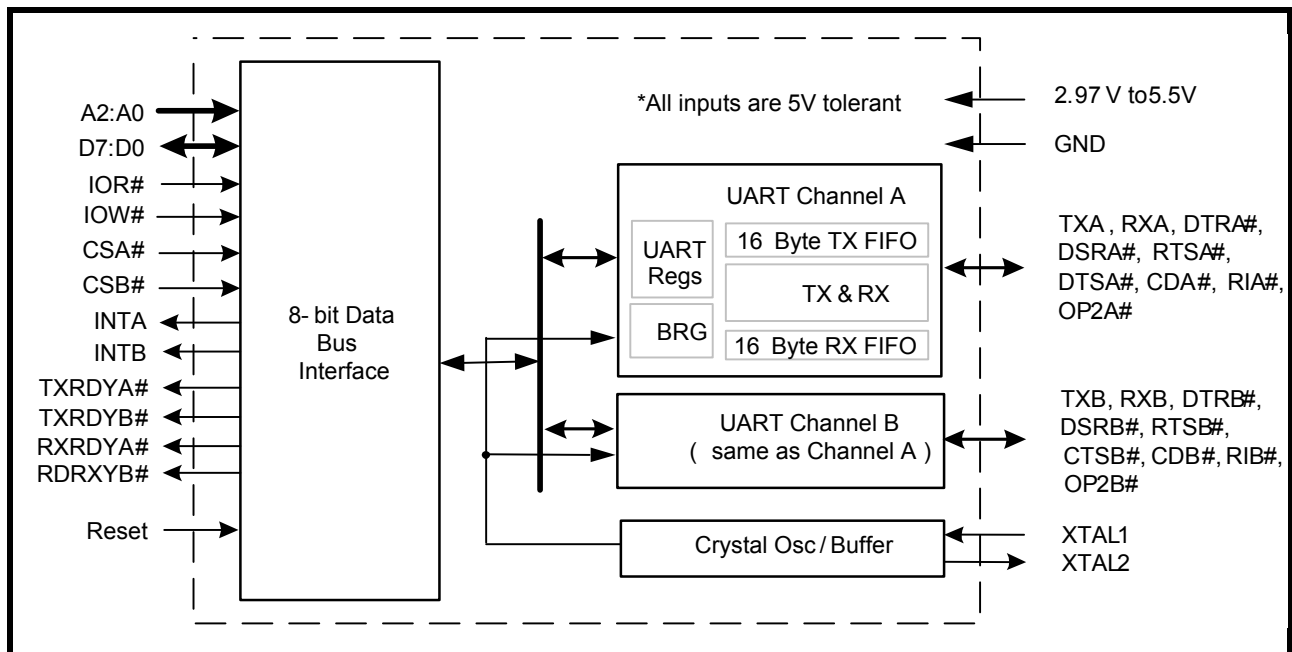 A2:A0
D7:D0
IOR#
IOW#
CSA#
CSB#
INTA
INTB
TXRDYA#
TXRDYB#
RXRDYA#
RDRXYB#
Reset
8- bit Data
Bus
Interface
*All inputs are 5V tolerant
2.97 V to5.5V
GND
UART Channel A
UART
Regs
BRG
16 Byte TX FIFO
TX & RX
16 Byte RX FIFO
TXA , RXA, DTRA#,
DSRA#, RTSA#,
DTSA#, CDA#, RIA#,
OP2A#
UART Channel B
( same as Channel A )
TXB, RXB, DTRB#,
DSRB#, RTSB#,
CTSB#, CDB#, RIB#,
OP2B#
Crystal Osc / Buffer
XTAL1
XTAL2